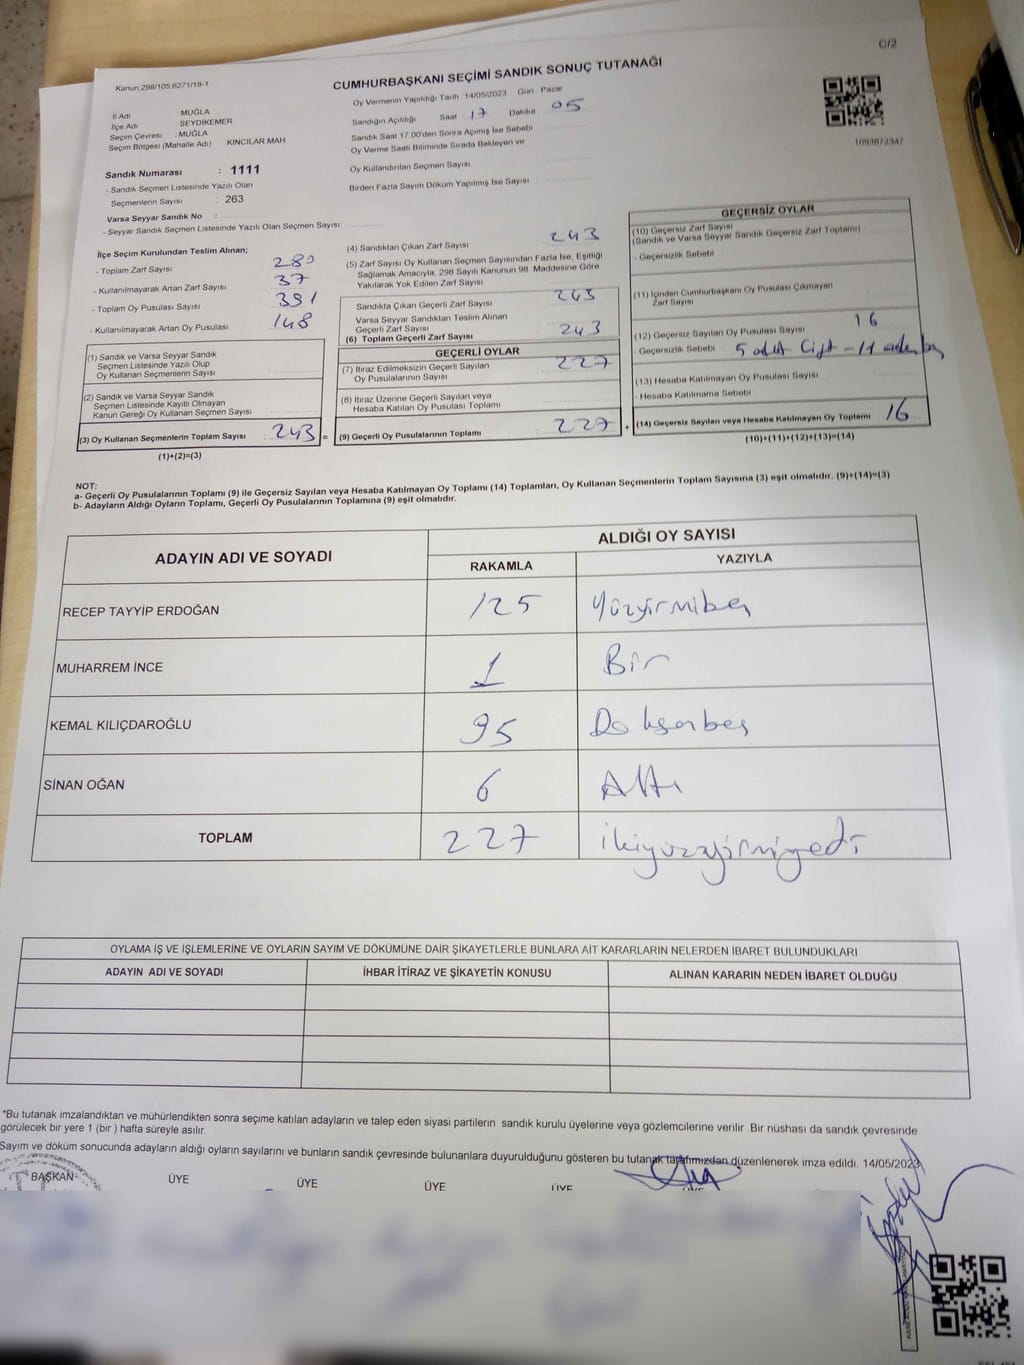 C/2
Kanun,298/105;6271/18-1
CUMHURBAŞKANI SEÇİMİ SANDIK SONUÇ TUTANAĞI
1093872347
İl Adı : MUĞLA
İlçe Adı SEYDİKEMER
Seçim Çevresi : MUĞLA
Seçim Bölgesi (Mahalle Adı) KINCILAR MAH
Sandık Numarası : 1111
- Sandık Seçmen Listesinde Yazılı Olan
Seçmenlerin Sayısı : 263
Varsa Seyyar Sandık No :
- Seyyar Sandık Seçmen Listesinde Yazılı Olan Seçmen Sayısı:
Oy Vermenin Yapıldığı Tarih 14/05/2023 Gün Pazar
Sandığın Açıldığı Saat 17 Dakika 05
Sandık Saat 17:00'den Sonra Açımış İse Sebebi
Oy Verme Saati Bitiminde Sırada Bekleyen ve
Oy Kullandırılan Seçmen Sayısı
Birden Fazla Sayım Döküm Yapılmış İse Sayısı
İlçe Seçim Kurulundan Teslim Alınan;
- Toplam Zarf Sayısı 280
- Kullanılmayarak Artan Zarf Sayısı 37
- Toplam Oy Pusulası Sayısı 391
- Kullanılmayarak Artan Oy Pusulası 148
(1) Sandık ve Varsa Seyyar Sandık
Seçmen Listesinde Yazılı Olup
Oy Kullanan Seçmenlerin Sayısı
(2) Sandık ve Varsa Seyyar Sandık
Seçmen Listesinde Kayıtlı Olmayan
Kanun Gereği Oy Kullanan Seçmen Sayısı
(3) Oy Kullanan Seçmenlerin Toplam Sayısı : 243 =
(1)+(2)=(3)
(4) Sandıktan Çıkan Zarf Sayısı 243
(5) Zarf Sayısı Oy Kullanan Seçmen Sayısından Fazla İse, Eşitliği
Sağlamak Amacıyla, 298 Sayılı Kanunun 98. Maddesine Göre
Yakılarak Yok Edilen Zarf Sayısı
Sandıkta Çıkan Geçerli Zarf Sayısı 243
Varsa Seyyar Sandıktan Teslim Alınan
Geçerli Zarf Sayısı
(6) Toplam Geçerli Zarf Sayısı 243
GEÇERLİ OYLAR
(7) İtiraz Edilmeksizin Geçerli Sayılan
Oy Pusulasının Sayısı 227
(8) İtiraz Üzerine Geçerli Sayılan veya
Hesaba Katılan Oy Pusulası Toplamı
(9) Geçerli Oy Pusulalarının Toplamı 227 +
GEÇERSİZ OYLAR
(10) Geçersiz Zarf Sayısı
(Sandık ve Varsa Seyyar Sandık Geçersiz Zarf Toplamı)
- Geçersizlik Sebebi
(11) İçinden Cumhurbaşkanı Oy Pusulası Çıkmayan
Zarf Sayısı
(12) Geçersiz Sayılan Oy Pusulası Sayısı 16
- Geçersizlik Sebebi 5 adet Çift - 11 adet
(13) Hesaba Katılmayan Oy Pusulası Sayısı
- Hesaba Katılmama Sebebi
(14) Geçersiz Sayılan veya Hesaba Katılmayan Oy Toplamı 16
(10)+(11)+(12)+(13)=(14)
NOT:
a- Geçerli Oy Pusulalarının Toplamı (9) ile Geçersiz Sayılan veya Hesaba Katılmayan Oy Toplamı (14) Toplamları, Oy Kullanan Seçmenlerin Toplam Sayısına (3) eşit olmalıdır. (9)+(14)=(3)
b- Adayların Aldığı Oyların Toplamı, Geçerli Oy Pusulalarının Toplamına (9) eşit olmalıdır.
ADAYIN ADI VE SOYADI
ALDIĞI OY SAYISI
RAKAMLA YAZIYLA
RECEP TAYYİP ERDOĞAN 125 Yüzyirmibeş
MUHARREM İNCE 1 Bir
KEMAL KILIÇDAROĞLU 95 Doksanbeş
SİNAN OĞAN 6 Altı
TOPLAM 227 ikiyüzyirmiyedi
OYLAMA İŞ VE İŞLEMLERİNE VE OYLARIN SAYIM VE DÖKÜMÜNE DAİR ŞİKAYETLERLE BUNLARA AİT KARARLARIN NELERDEN İBARET BULUNDUKLARI
ADAYIN ADI VE SOYADI İHBAR İTİRAZ VE ŞİKAYETİN KONUSU ALINAN KARARIN NEDEN İBARET OLDUĞU
*Bu tutanak imzalandıktan ve mühürlendikten sonra seçime katılan adayların ve talep eden siyasi partilerin sandık kurulu üyelerine veya gözlemcilerine verilir. Bir nüshası da sandık çevresinde
görülecek bir yere 1 (bir) hafta süreyle asılır.
Sayım ve döküm sonucunda adayların aldığı oyların sayılarını ve bunların sandık çevresinde bulunanlara duyurulduğunu gösteren bu tutanak tarafımızdan düzenlenerek imza edildi. 14/05/2023
BAŞKAN ÜYE ÜYE ÜYE ÜYE ÜYE